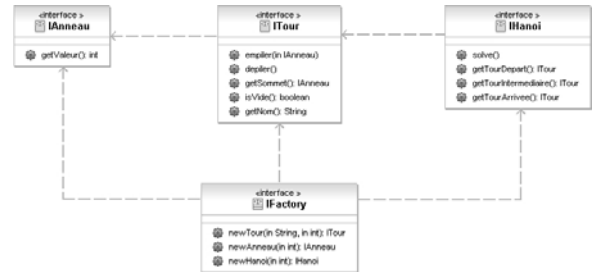 «interface »
IAnneau
getValeur(): int
«interface »
ITour
empiler(in IAnneau)
depiler()
getSommet(): IAnneau
isVide(): boolean
getNom(): String
«interface »
IHanoi
solve()
getTourDepart(): ITour
getTourIntermediaire(): ITour
getTourArrivee(): ITour
«interface »
IFactory
newTour(in String, in int): ITour
newAnneau(in int): IAnneau
newHanoi(in int): IHanoi